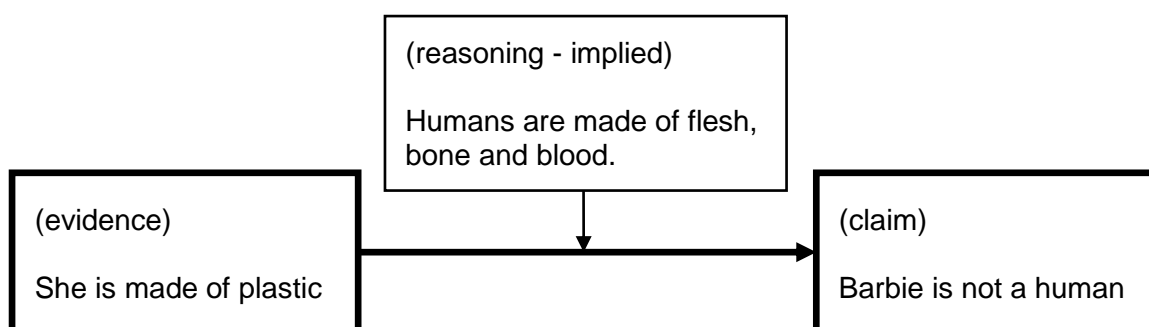 (reasoning - implied)
Humans are made of flesh,
bone and blood.
(evidence)
She is made of plastic
(claim)
Barbie is not a human